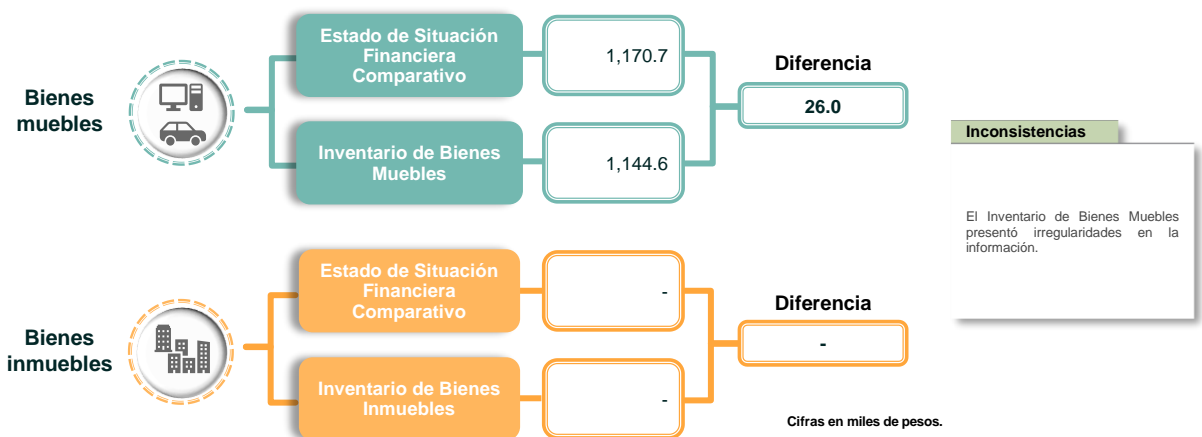 Bienes
muebles
Estado de Situación
Financiera
Comparativo
1,170.7
Inventario de Bienes
Muebles
1,144.6
Diferencia
26.0
Inconsistencias
El Inventario de Bienes Muebles
presentó irregularidades en la
información.
Bienes
inmuebles
Estado de Situación
Financiera
Comparativo
-
Inventario de Bienes
Inmuebles
-
Diferencia
-
Cifras en miles de pesos.